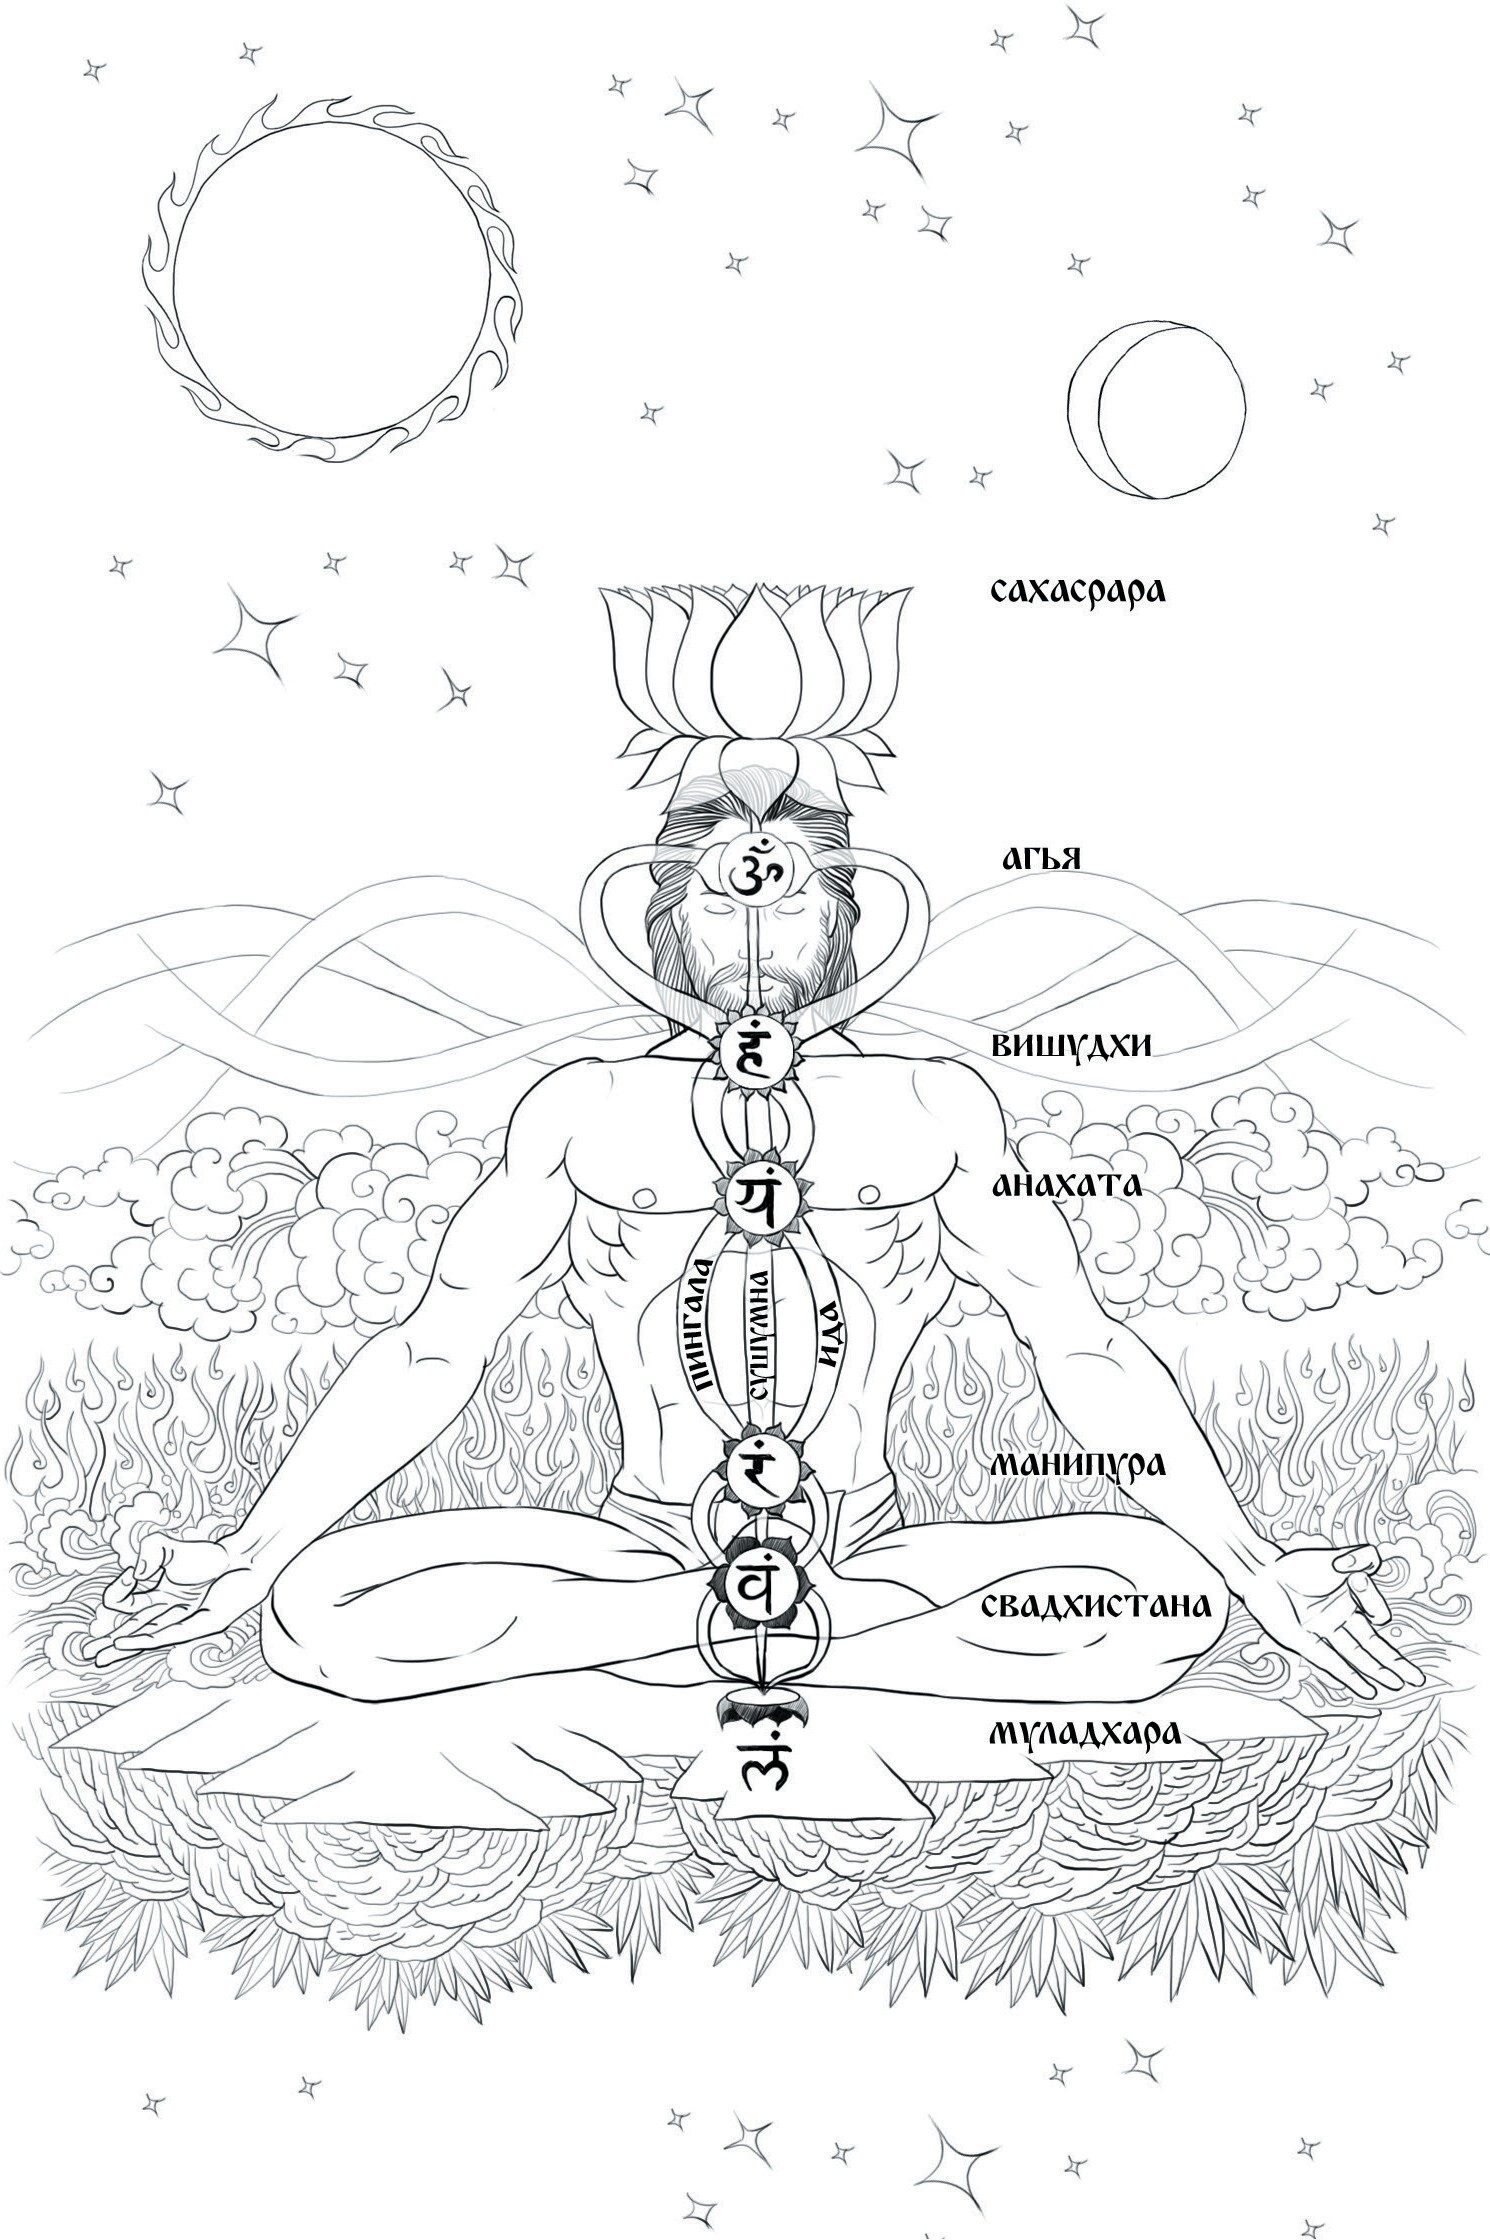 сахасрара
агья
ॐ
вишудхи
हं
анахата
यं
пингала
сушумна
ида
манипура
रं
свадхистана
वं
муладхара
लं